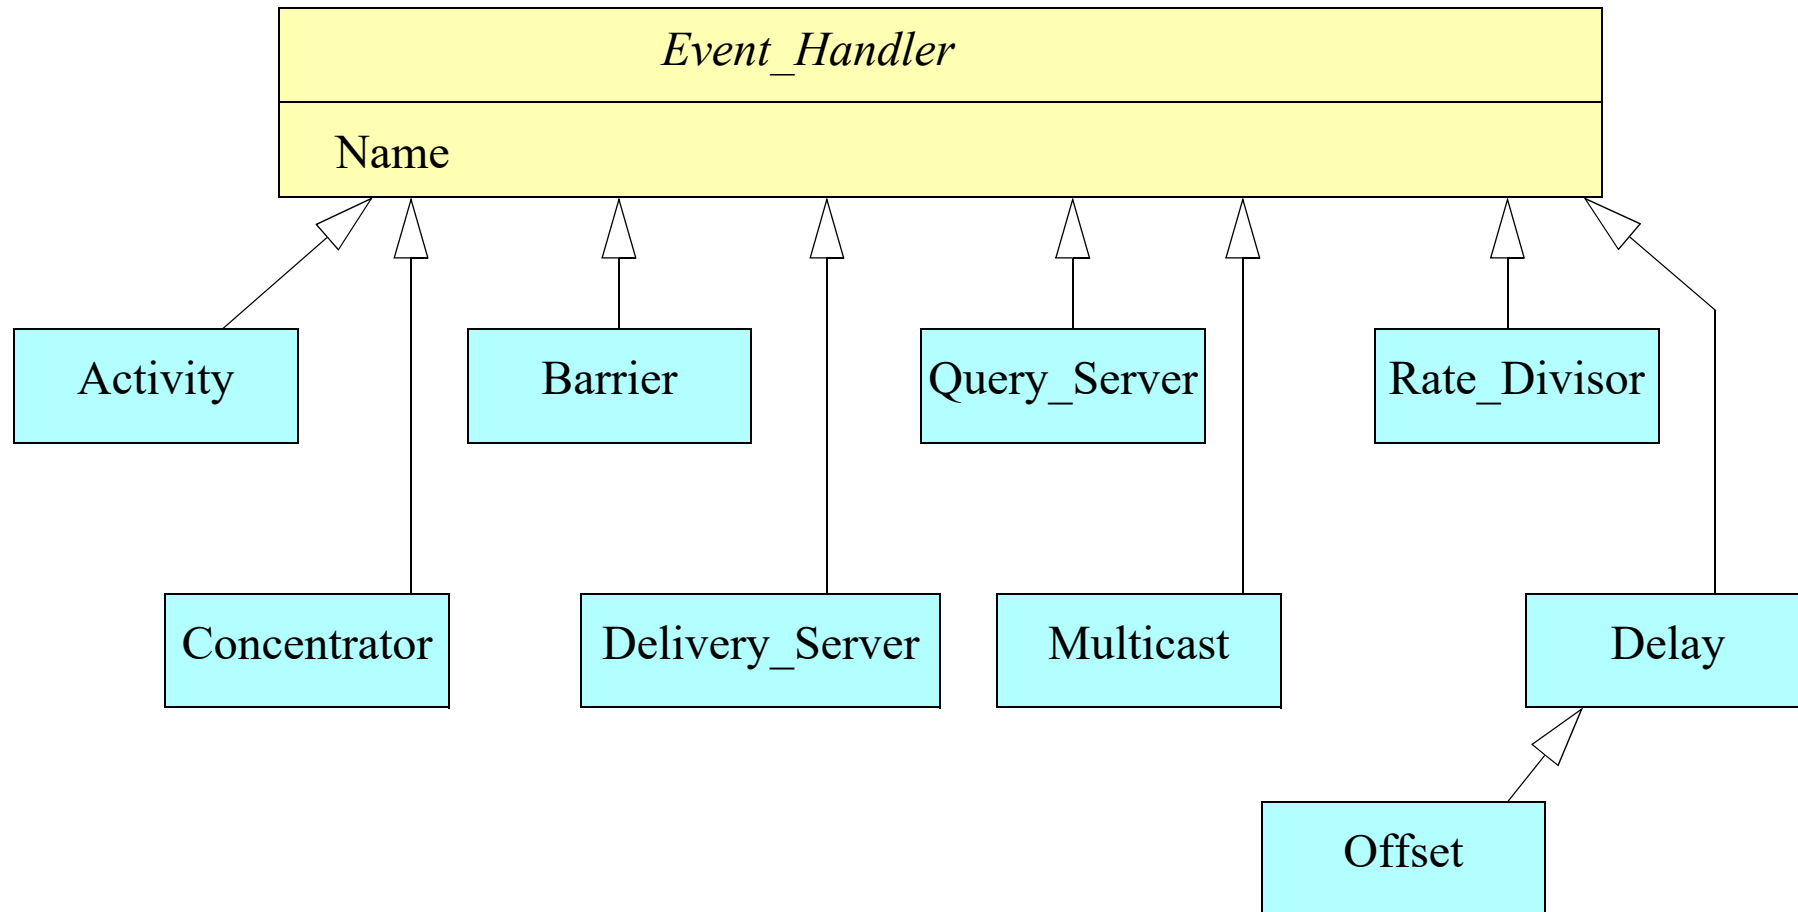 Event_Handler
Name
Activity
Barrier
Query_Server
Rate_Divisor
Concentrator
Delivery_Server
Multicast
Delay
Offset